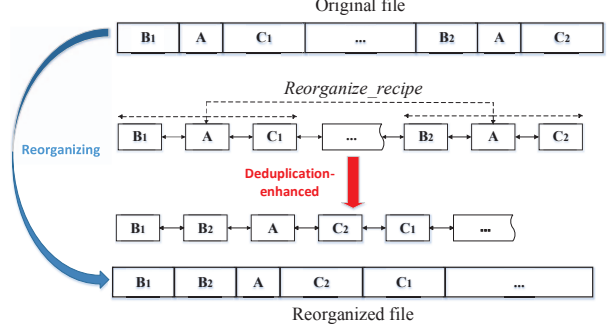 Original file
B1 A C1 ... B2 A C2
Reorganize_recipe
B1 A C1 ... B2 A C2
Reorganizing
Deduplication-
enhanced
B1 B2 A C2 C1 ...
B1 B2 A C2 C1 ...
Reorganized file